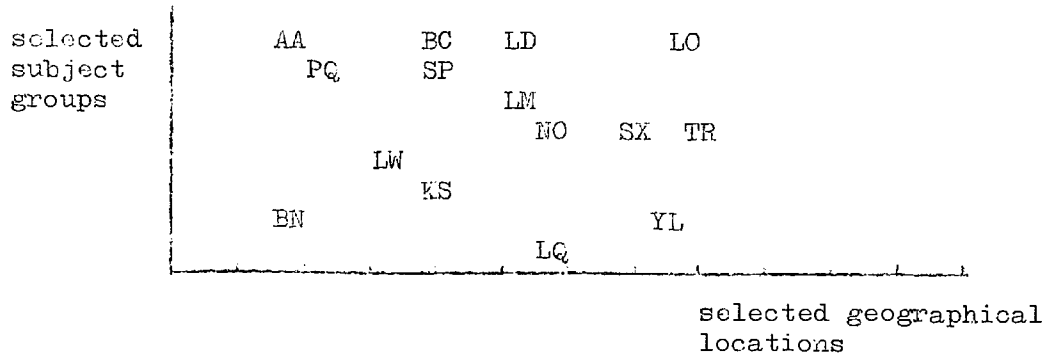 selected AA BC LD LO
subject PQ SP
groups LM
NO SX TR
LW
KS
BN YL
LQ
selected geographical
locations